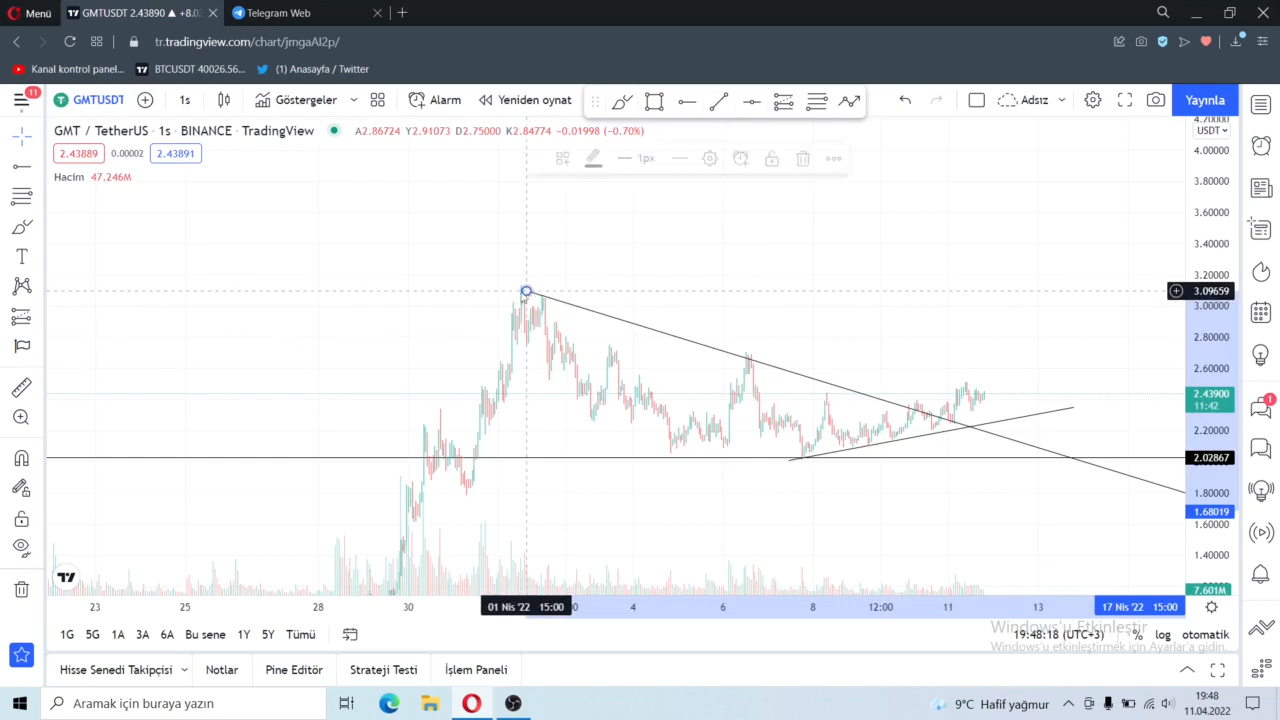 Menü
GMTUSDT 2.43890 ▲ +8.0
Telegram Web
tr.tradingview.com/chart/jmgaAl2p/
Kanal kontrol panel...
BTCUSDT 40026.56...
(1) Anasayfa / Twitter
11
GMTUSDT
1s
Göstergeler
Alarm
Yeniden oynat
Adsız
Yayınla
GMT / TetherUS · 1s · BINANCE · TradingView
A2.86724 Y2.91073 D2.75000 K2.84774 -0.01998 (-0.70%)
2.43889
0.00002
2.43891
Hacim 47.246M
1px
USDT
4.00000
3.80000
3.60000
3.40000
3.20000
3.09659
3.00000
2.80000
2.60000
2.43900
11:42
2.20000
2.02867
1.80000
1.68019
1.60000
1.40000
7.601M
1
23
25
28
30
01 Nis '22 15:00
4
6
8
12:00
11
13
17 Nis '22 15:00
1G
5G
1A
3A
6A
Bu sene
1Y
5Y
Tümü
Windows'u Etkinleştir
19:48:18 (UTC+3)
%
log
otomatik
Windows'u etkinleştirmek için Ayarlar'a gidin.
Hisse Senedi Takipçisi
Notlar
Pine Editör
Strateji Testi
İşlem Paneli
Aramak için buraya yazın
9°C Hafif yağmur
19:48
11.04.2022